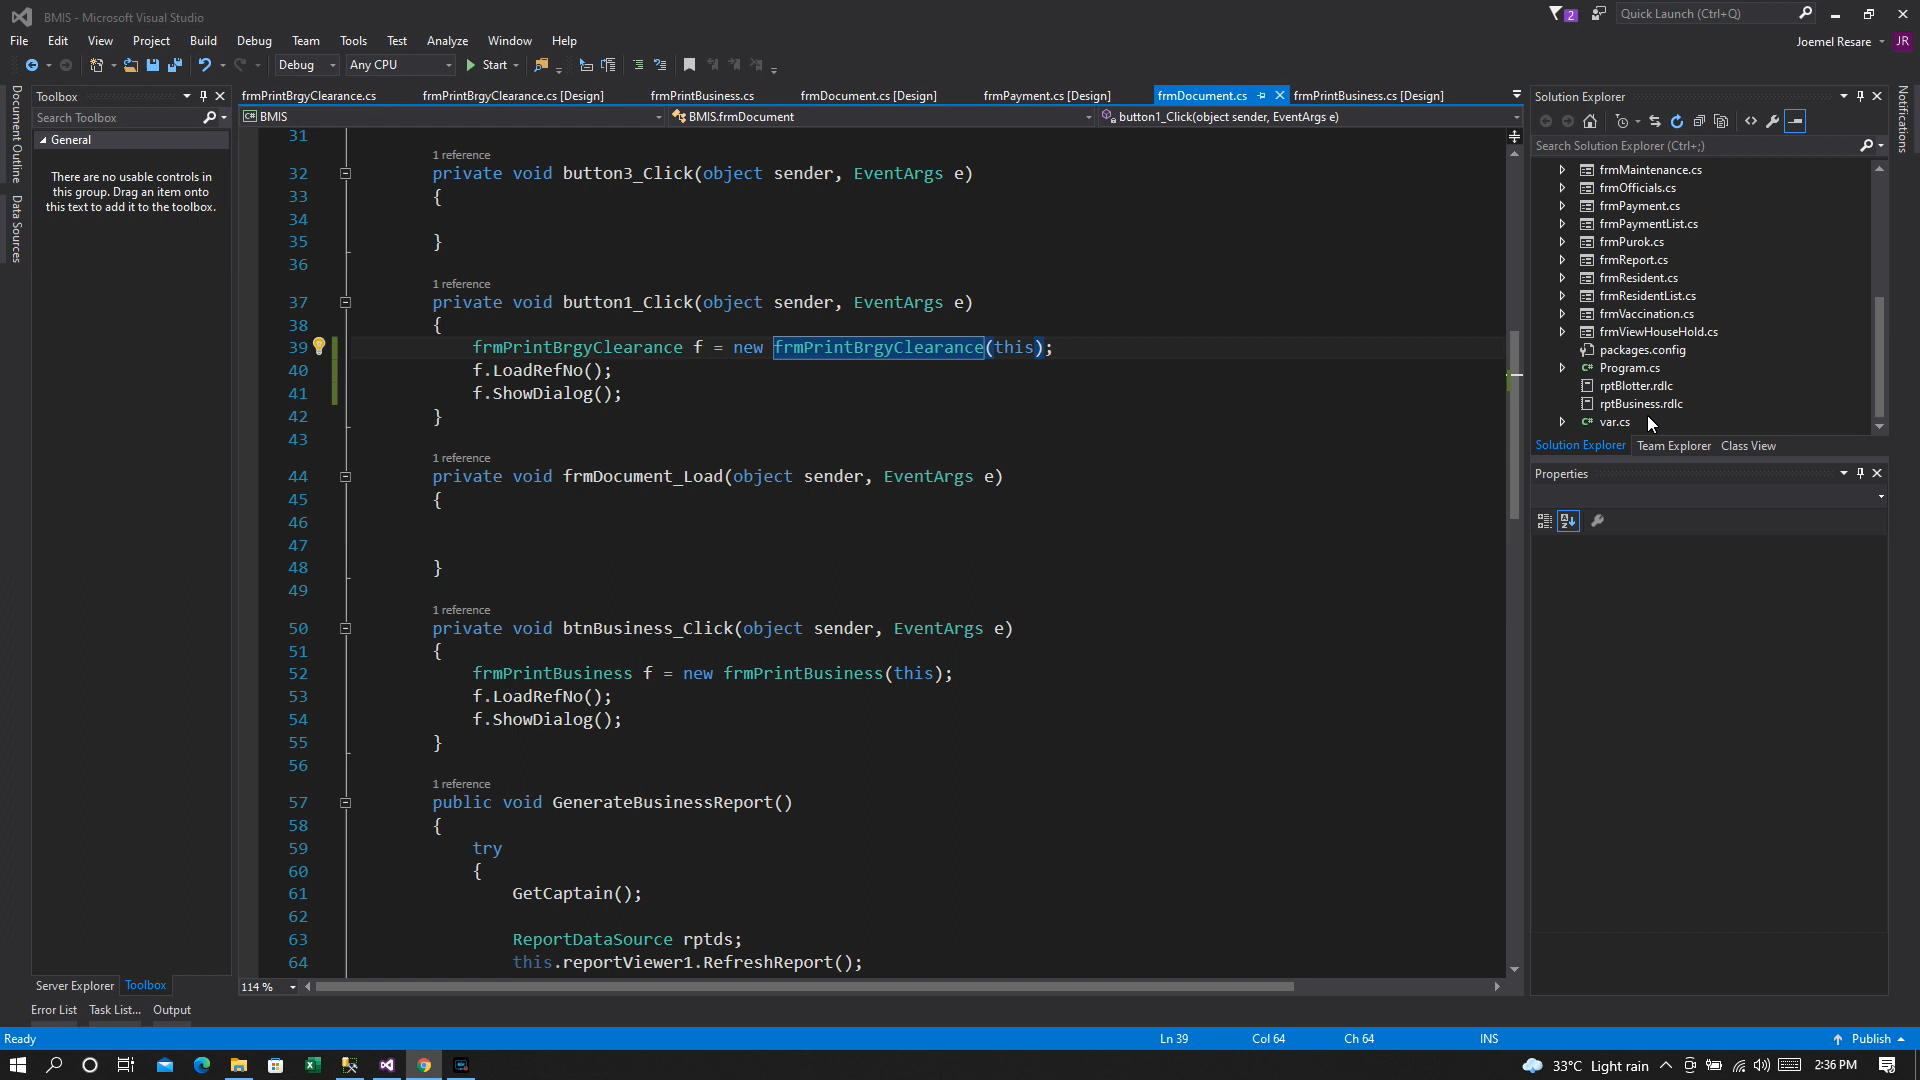 BMIS - Microsoft Visual Studio
2
Quick Launch (Ctrl+Q)
File Edit View Project Build Debug Team Tools Test Analyze Window Help
Joemel Resare JR
Debug Any CPU Start
Document Outline
Data Sources
Toolbox
Search Toolbox
General
There are no usable controls in
this group. Drag an item onto
this text to add it to the toolbox.
Server Explorer Toolbox
frmPrintBrgyClearance.cs frmPrintBrgyClearance.cs [Design] frmPrintBusiness.cs frmDocument.cs [Design] frmPayment.cs [Design] frmDocument.cs frmPrintBusiness.cs [Design]
C# BMIS BMIS.frmDocument button1_Click(object sender, EventArgs e)
31
1 reference
32 private void button3_Click(object sender, EventArgs e)
33 {
34
35 }
36
1 reference
37 private void button1_Click(object sender, EventArgs e)
38 {
39 frmPrintBrgyClearance f = new frmPrintBrgyClearance(this);
40 f.LoadRefNo();
41 f.ShowDialog();
42 }
43
1 reference
44 private void frmDocument_Load(object sender, EventArgs e)
45 {
46
47
48 }
49
1 reference
50 private void btnBusiness_Click(object sender, EventArgs e)
51 {
52 frmPrintBusiness f = new frmPrintBusiness(this);
53 f.LoadRefNo();
54 f.ShowDialog();
55 }
56
1 reference
57 public void GenerateBusinessReport()
58 {
59 try
60 {
61 GetCaptain();
62
63 ReportDataSource rptds;
64 this.reportViewer1.RefreshReport();
114 %
Solution Explorer
Search Solution Explorer (Ctrl+;)
frmMaintenance.cs
frmOfficials.cs
frmPayment.cs
frmPaymentList.cs
frmPurok.cs
frmReport.cs
frmResident.cs
frmResidentList.cs
frmVaccination.cs
frmViewHouseHold.cs
packages.config
C# Program.cs
rptBlotter.rdlc
rptBusiness.rdlc
C# var.cs
Solution Explorer Team Explorer Class View
Properties
Notifications
Error List Task List... Output
Ready Ln 39 Col 64 Ch 64 INS Publish
33°C Light rain 2:36 PM